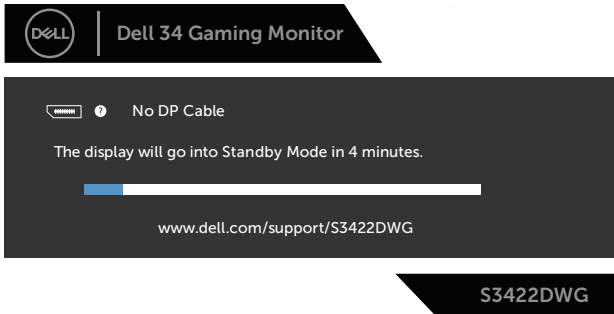 DELL
Dell 34 Gaming Monitor
? No DP Cable
The display will go into Standby Mode in 4 minutes.
www.dell.com/support/S3422DWG
S3422DWG